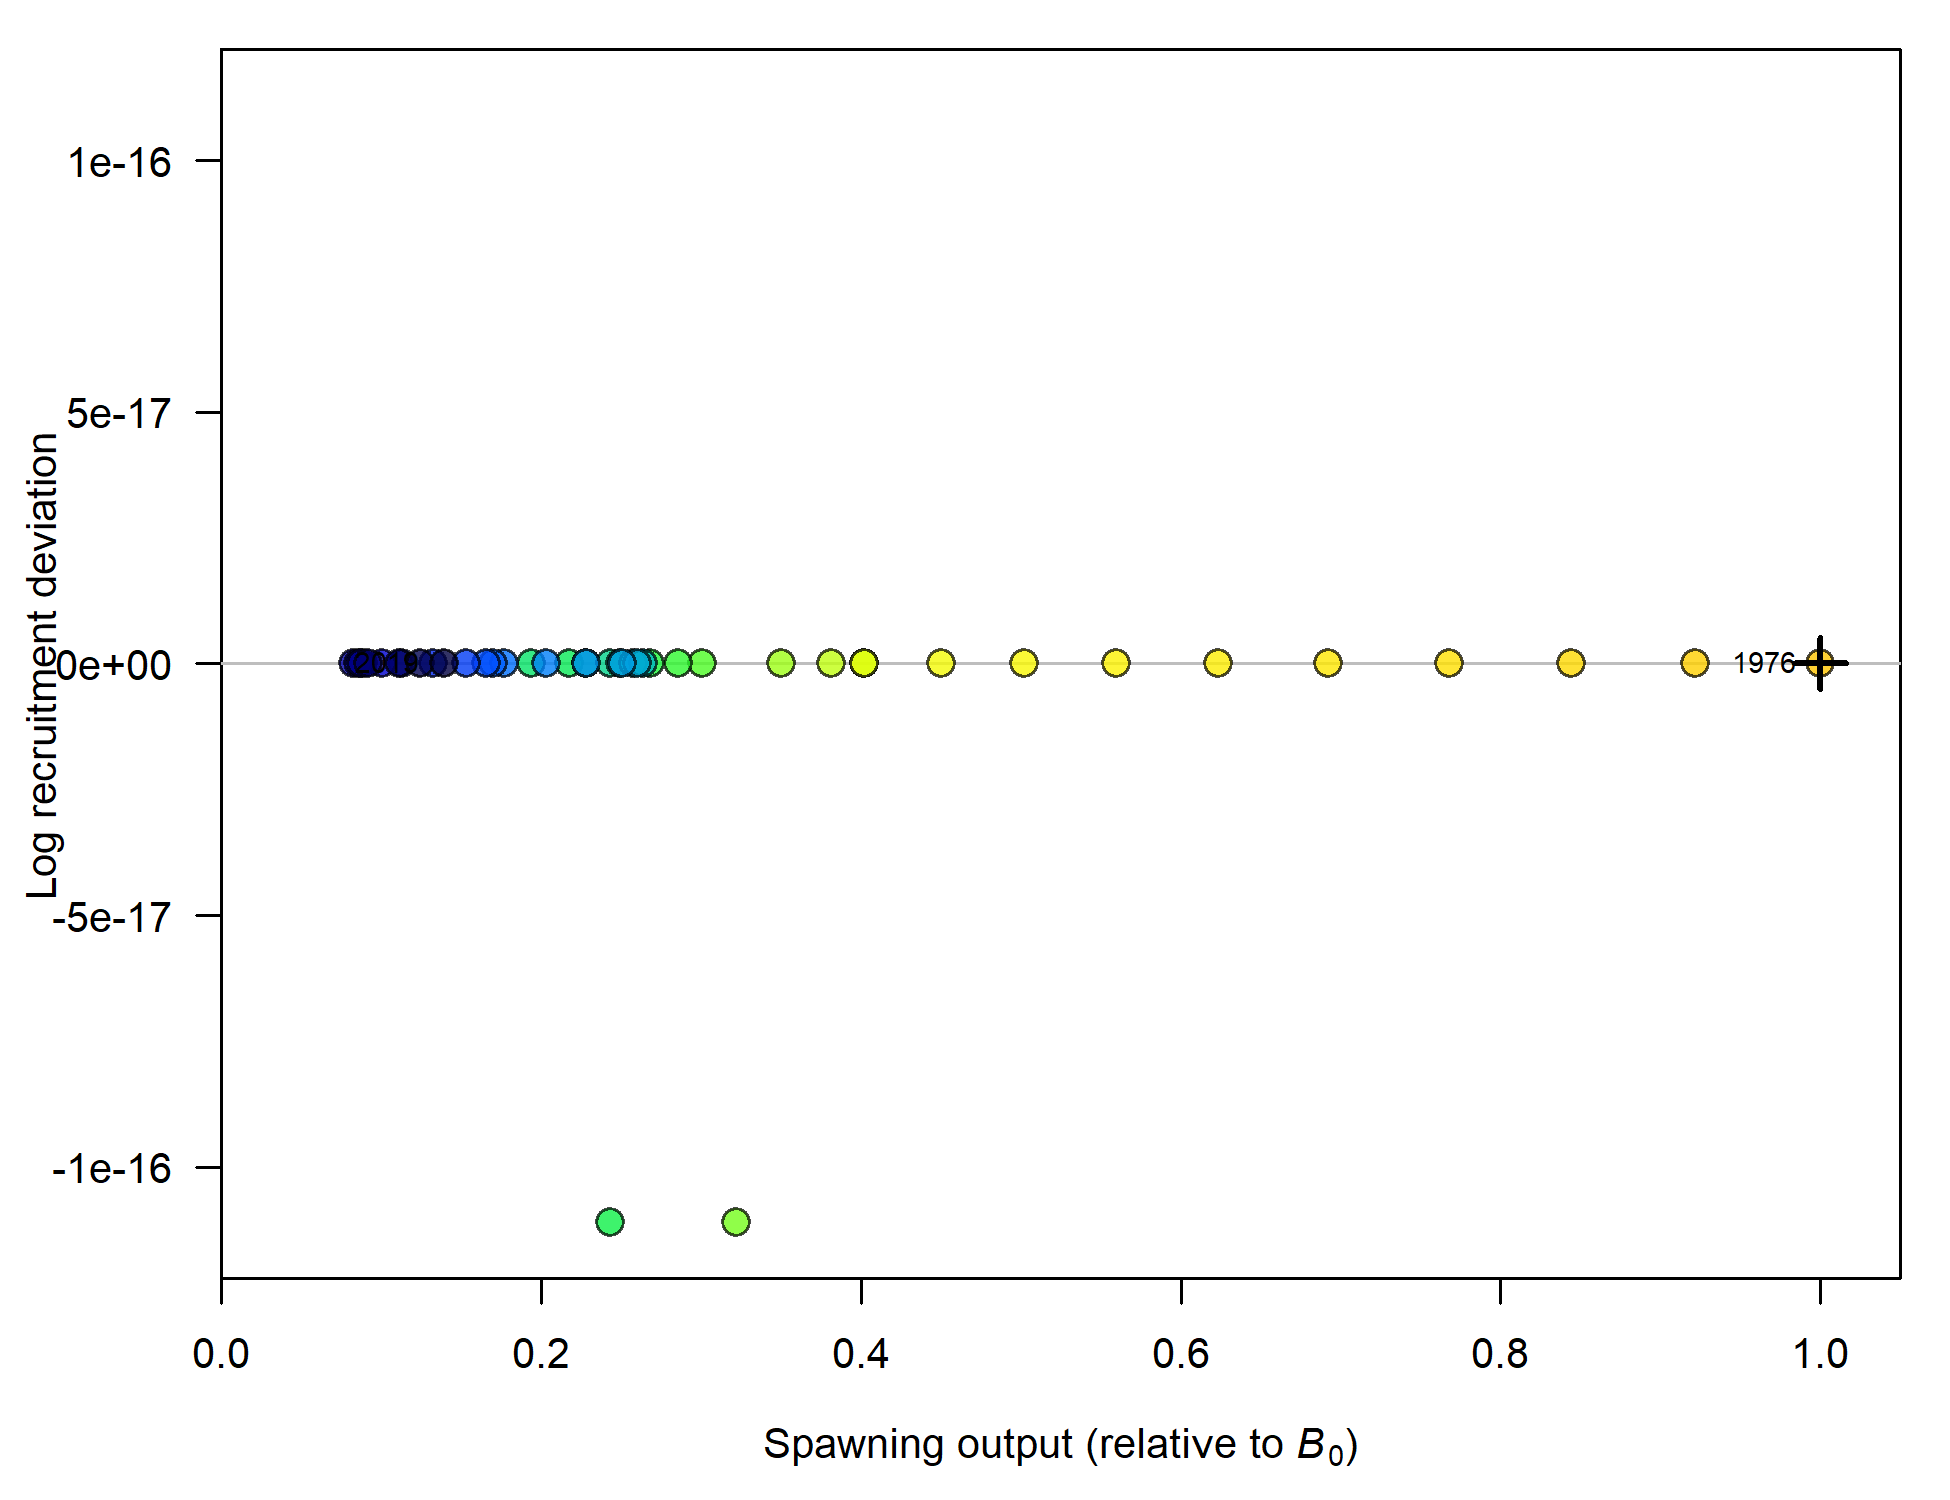 1e-16
5e-17
0e+00
-5e-17
-1e-16
Log recruitment deviation
1976
0.0 0.2 0.4 0.6 0.8 1.0
Spawning output (relative to B0)